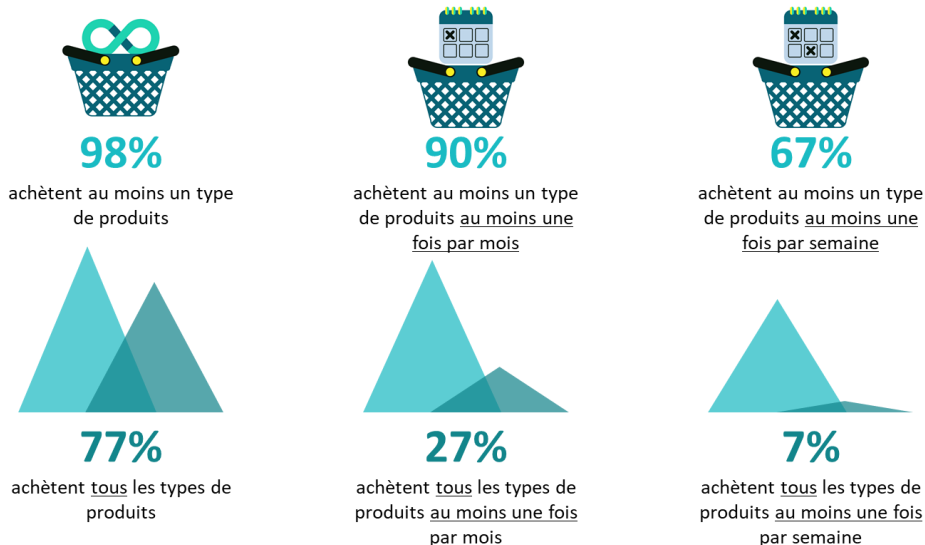 98%
achètent au moins un type
de produits
90%
achètent au moins un type
de produits au moins une
fois par mois
67%
achètent au moins un type
de produits au moins une
fois par semaine
77%
achètent tous les types de
produits
27%
achètent tous les types de
produits au moins une fois
par mois
7%
achètent tous les types de
produits au moins une fois
par semaine